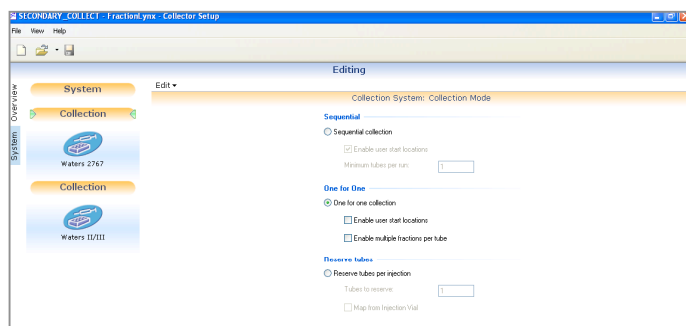 SECONDARY_COLLECT - FractionLynx - Collector Setup
File View Help
Editing
Overview
System
System
Collection
Waters 2767
Collection
Waters II/III
Edit
Collection System: Collection Mode
Sequential
Sequential collection
Enable user start locations
Minimum tubes per run: 1
One for One
One for one collection
Enable user start locations
Enable multiple fractions per tube
Reserve tubes
Reserve tubes per injection
Tubes to reserve: 1
Map from Injection Vial